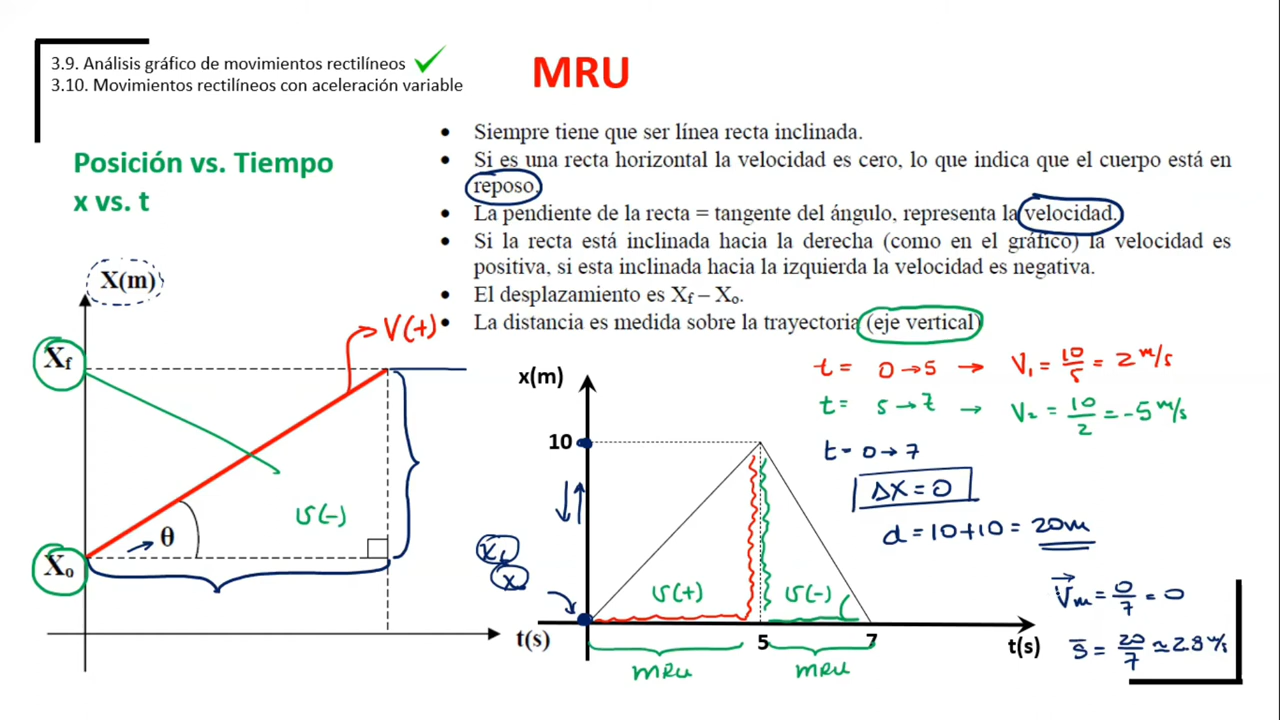 3.9. Análisis gráfico de movimientos rectilíneos
3.10. Movimientos rectilíneos con aceleración variable
MRU
Posición vs. Tiempo
x vs. t
• Siempre tiene que ser línea recta inclinada.
• Si es una recta horizontal la velocidad es cero, lo que indica que el cuerpo está en
reposo.
• La pendiente de la recta = tangente del ángulo, representa la velocidad.
• Si la recta está inclinada hacia la derecha (como en el gráfico) la velocidad es
positiva, si esta inclinada hacia la izquierda la velocidad es negativa.
• El desplazamiento es Xf – Xo.
• La distancia es medida sobre la trayectoria (eje vertical)
X(m)
V(+)
Xf
θ
v(-)
Xo
t(s)
x(m)
10
v(+)
v(-)
5
7
t(s)
MRU
MRU
t = 0→5 → V1 = 10/5 = 2 m/s
t = 5→7 → V2 = 10/2 = -5 m/s
t = 0→7
ΔX = 0
d = 10+10 = 20m
Vm = 0/7 = 0
s = 20/7 ≈ 2.8 m/s